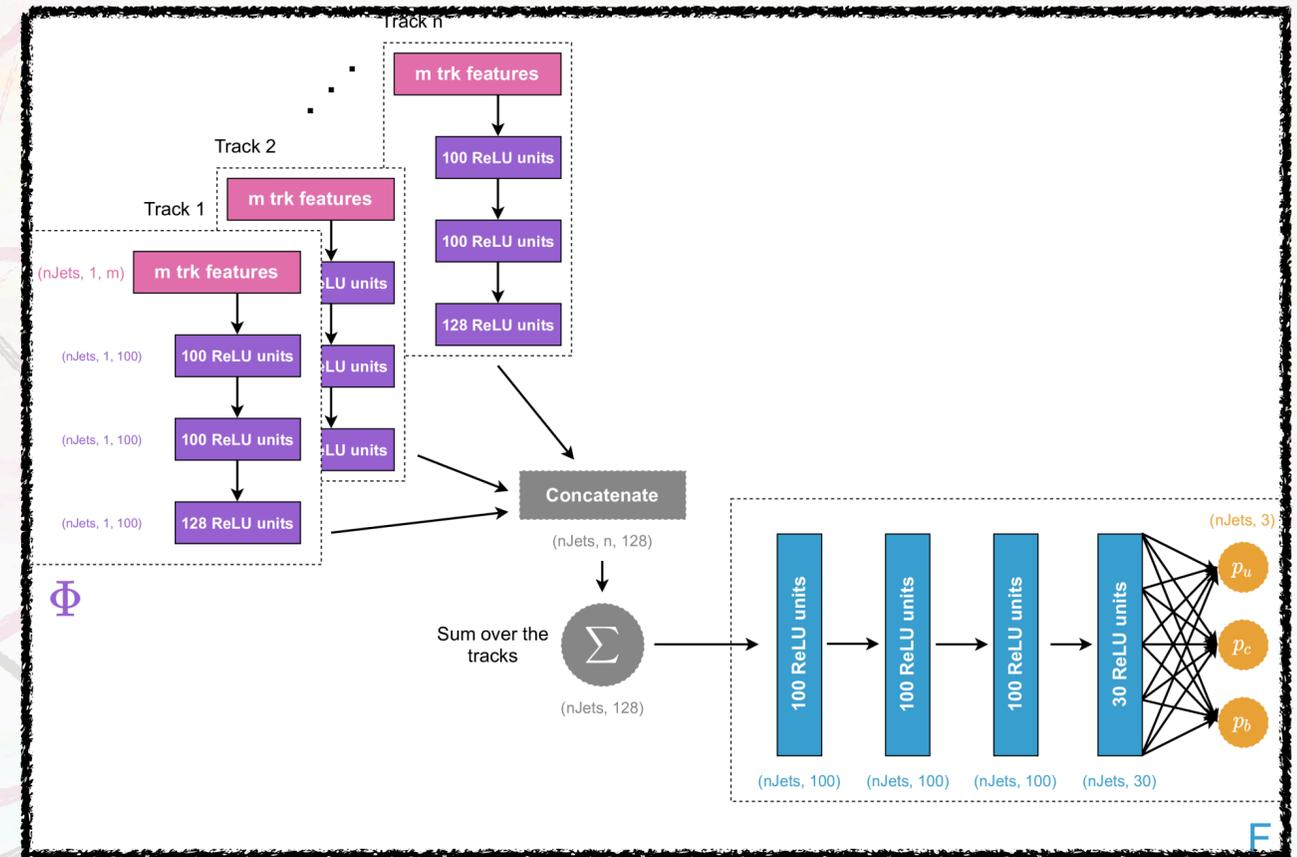 Track n
m trk features
100 ReLU units
100 ReLU units
128 ReLU units
Track 2
m trk features
eLU units
eLU units
eLU units
Track 1
(nJets, 1, m)
m trk features
(nJets, 1, 100)
100 ReLU units
(nJets, 1, 100)
100 ReLU units
(nJets, 1, 100)
128 ReLU units
Φ
Concatenate
(nJets, n, 128)
Sum over the
tracks
Σ
(nJets, 128)
100 ReLU units
100 ReLU units
100 ReLU units
30 ReLU units
(nJets, 100)
(nJets, 100)
(nJets, 100)
(nJets, 30)
(nJets, 3)
p_u
p_c
p_b
F